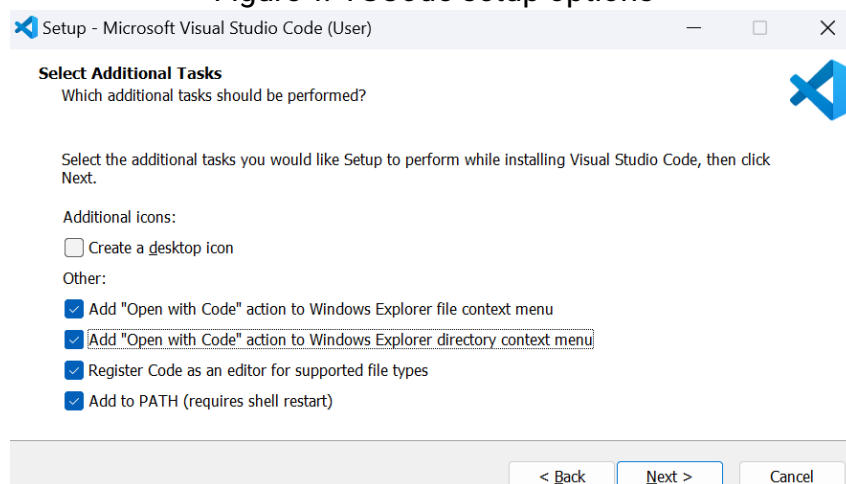 Setup - Microsoft Visual Studio Code (User)
Select Additional Tasks
Which additional tasks should be performed?
Select the additional tasks you would like Setup to perform while installing Visual Studio Code, then click
Next.
Additional icons:
Create a desktop icon
Other:
Add "Open with Code" action to Windows Explorer file context menu
Add "Open with Code" action to Windows Explorer directory context menu
Register Code as an editor for supported file types
Add to PATH (requires shell restart)
< Back Next > Cancel